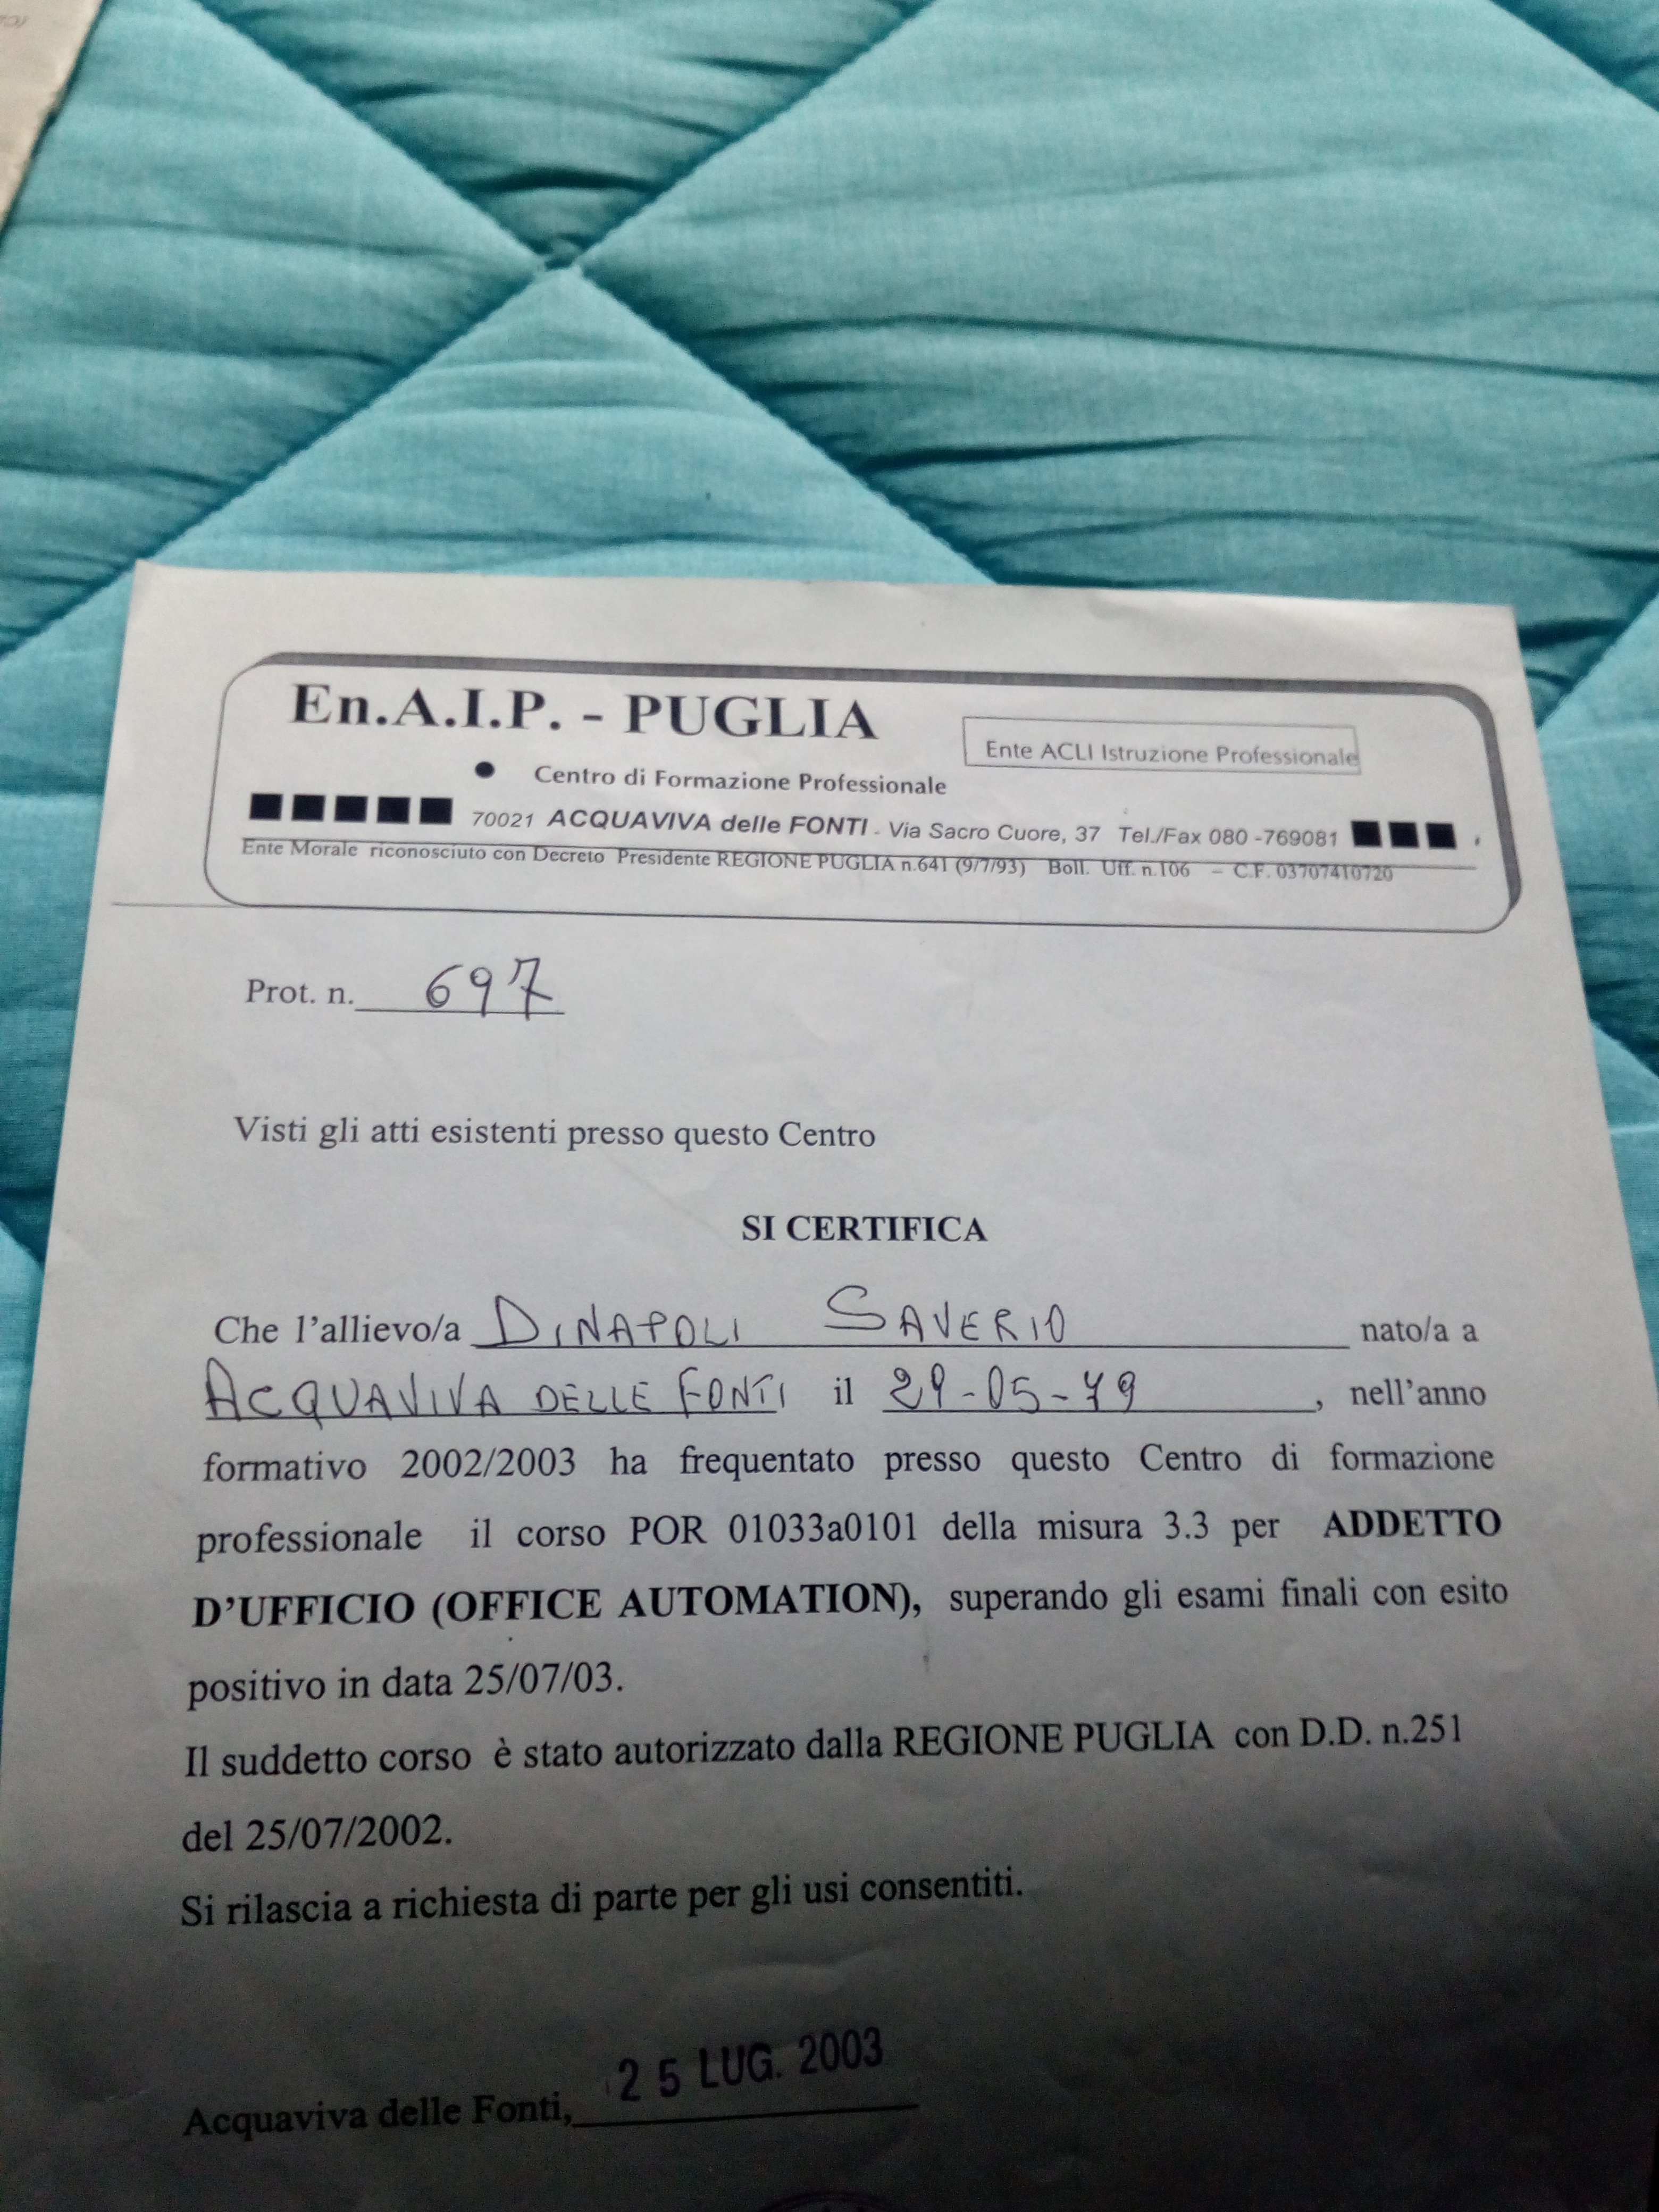 En.A.I.P. - PUGLIA
Ente ACLI Istruzione Professionale
Centro di Formazione Professionale
70021 ACQUAVIVA delle FONTI - Via Sacro Cuore, 37 Tel./Fax 080 -769081
Ente Morale riconosciuto con Decreto Presidente REGIONE PUGLIA n.641 (9/7/93) Boll. Uff. n.106 – C.F. 03707410720
Prot. n. 697
Visti gli atti esistenti presso questo Centro
SI CERTIFICA
Che l'allievo/a DINAPOLI SAVERIO nato/a a
ACQUAVIVA DELLE FONTI il 29-05-79, nell'anno
formativo 2002/2003 ha frequentato presso questo Centro di formazione
professionale il corso POR 01033a0101 della misura 3.3 per ADDETTO
D'UFFICIO (OFFICE AUTOMATION), superando gli esami finali con esito
positivo in data 25/07/03.
Il suddetto corso è stato autorizzato dalla REGIONE PUGLIA con D.D. n.251
del 25/07/2002.
Si rilascia a richiesta di parte per gli usi consentiti.
Acquaviva delle Fonti, 25 LUG. 2003